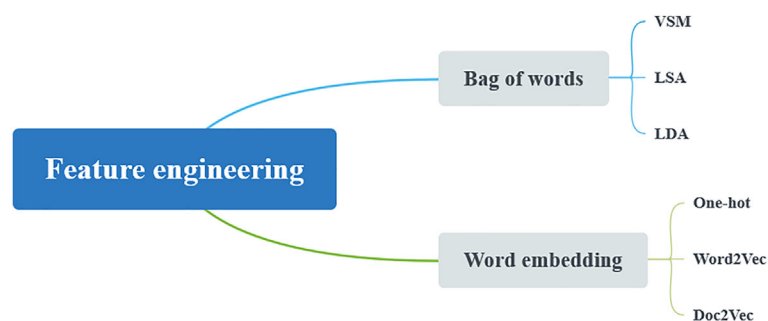 Feature engineering
Bag of words
VSM
LSA
LDA
Word embedding
One-hot
Word2Vec
Doc2Vec